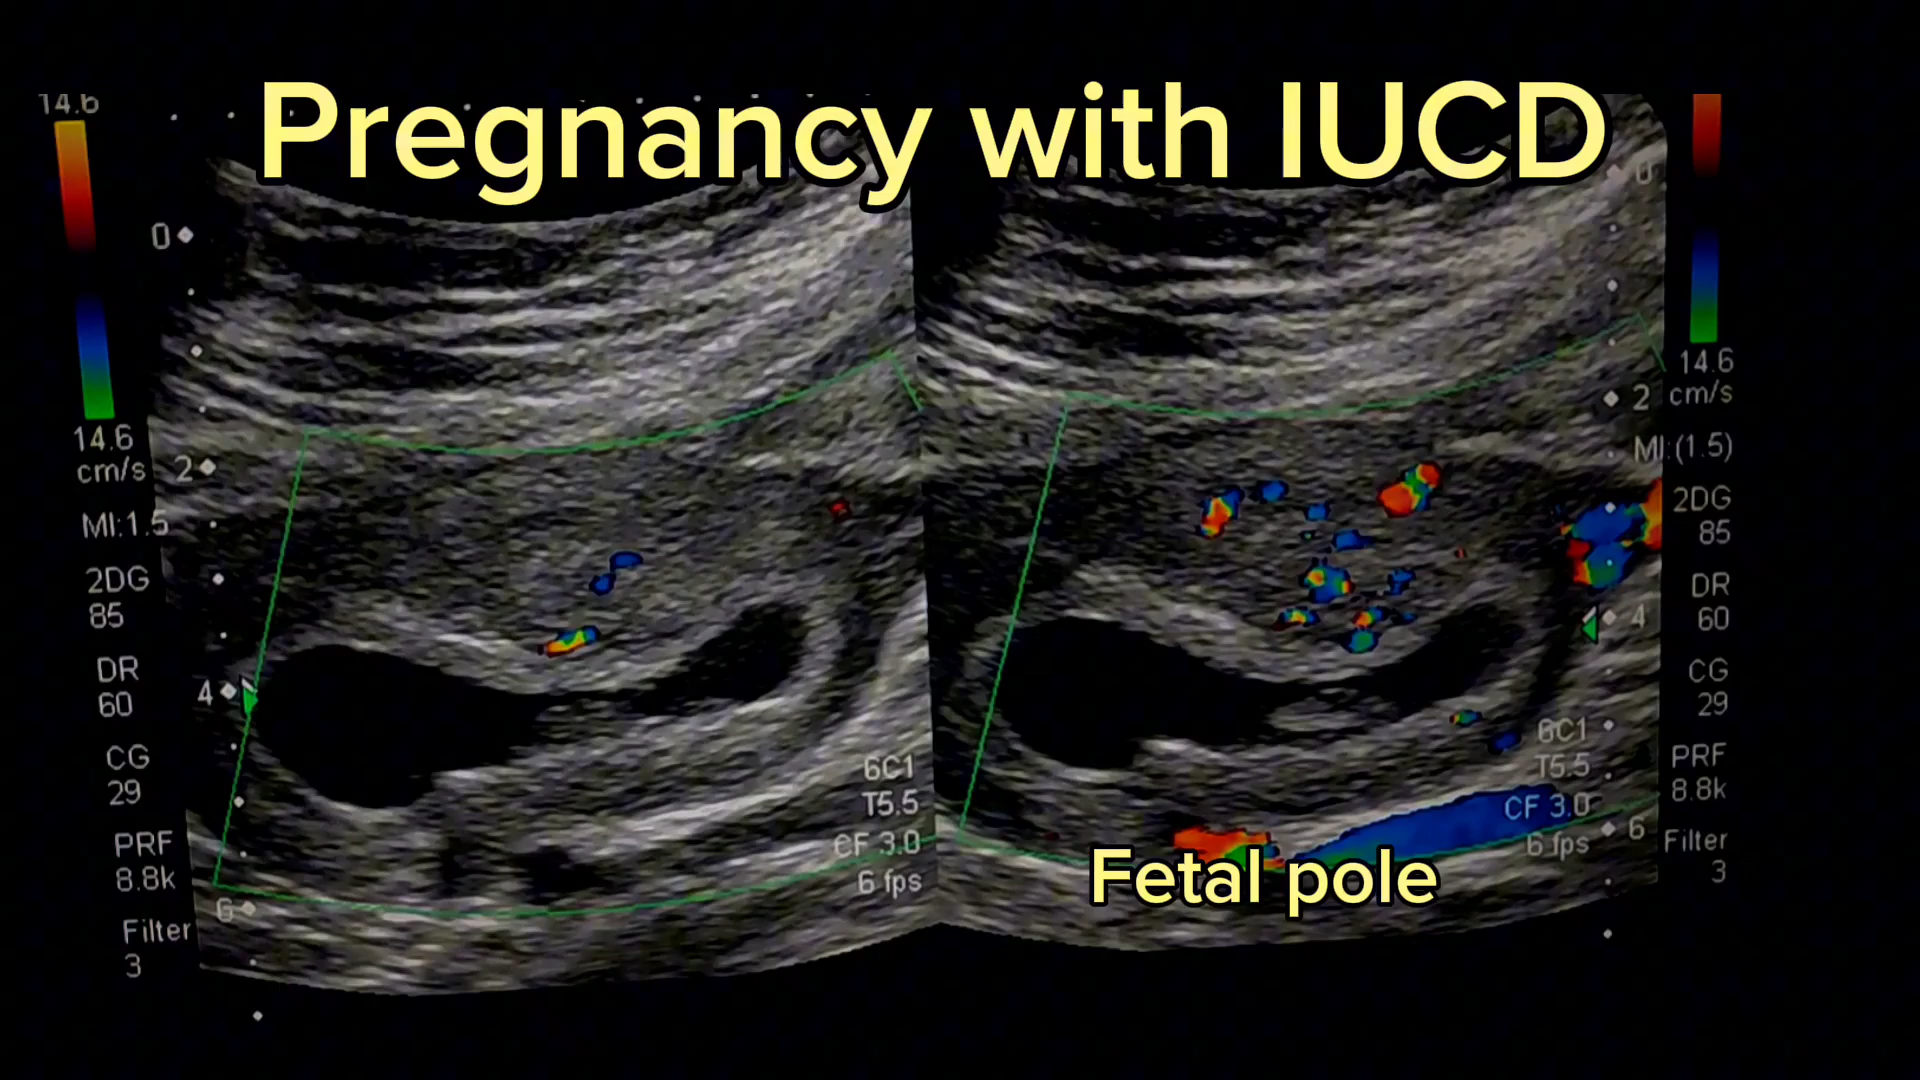 Pregnancy with IUCD
14.6
0
14.6
cm/s
2
MI:1.5
2DG
85
DR
60
4
CG
29
PRF
8.8k
6
Filter
3
6C1
T5.5
CF 3.0
6 fps
0
14.6
cm/s
2
MI:(1.5)
2DG
85
DR
60
4
CG
29
6C1
T5.5
PRF
8.8k
CF 3.0
6 fps
6
Filter
3
Fetal pole